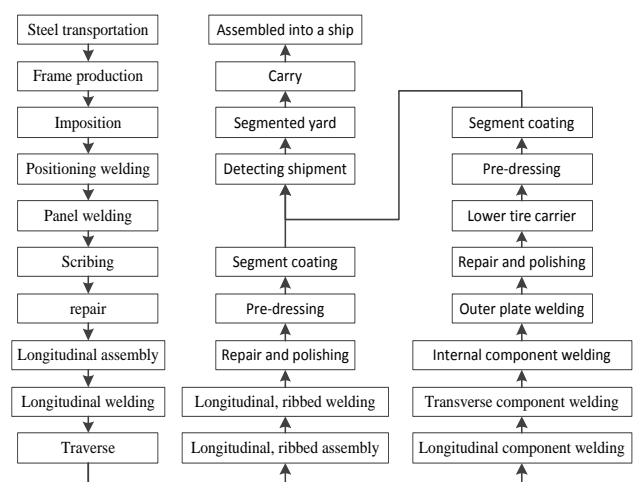 Steel transportation
Frame production
Imposition
Positioning welding
Panel welding
Scribing
repair
Longitudinal assembly
Longitudinal welding
Traverse
Assembled into a ship
Carry
Segmented yard
Detecting shipment
Segment coating
Pre-dressing
Repair and polishing
Longitudinal, ribbed welding
Longitudinal, ribbed assembly
Segment coating
Pre-dressing
Lower tire carrier
Repair and polishing
Outer plate welding
Internal component welding
Transverse component welding
Longitudinal component welding